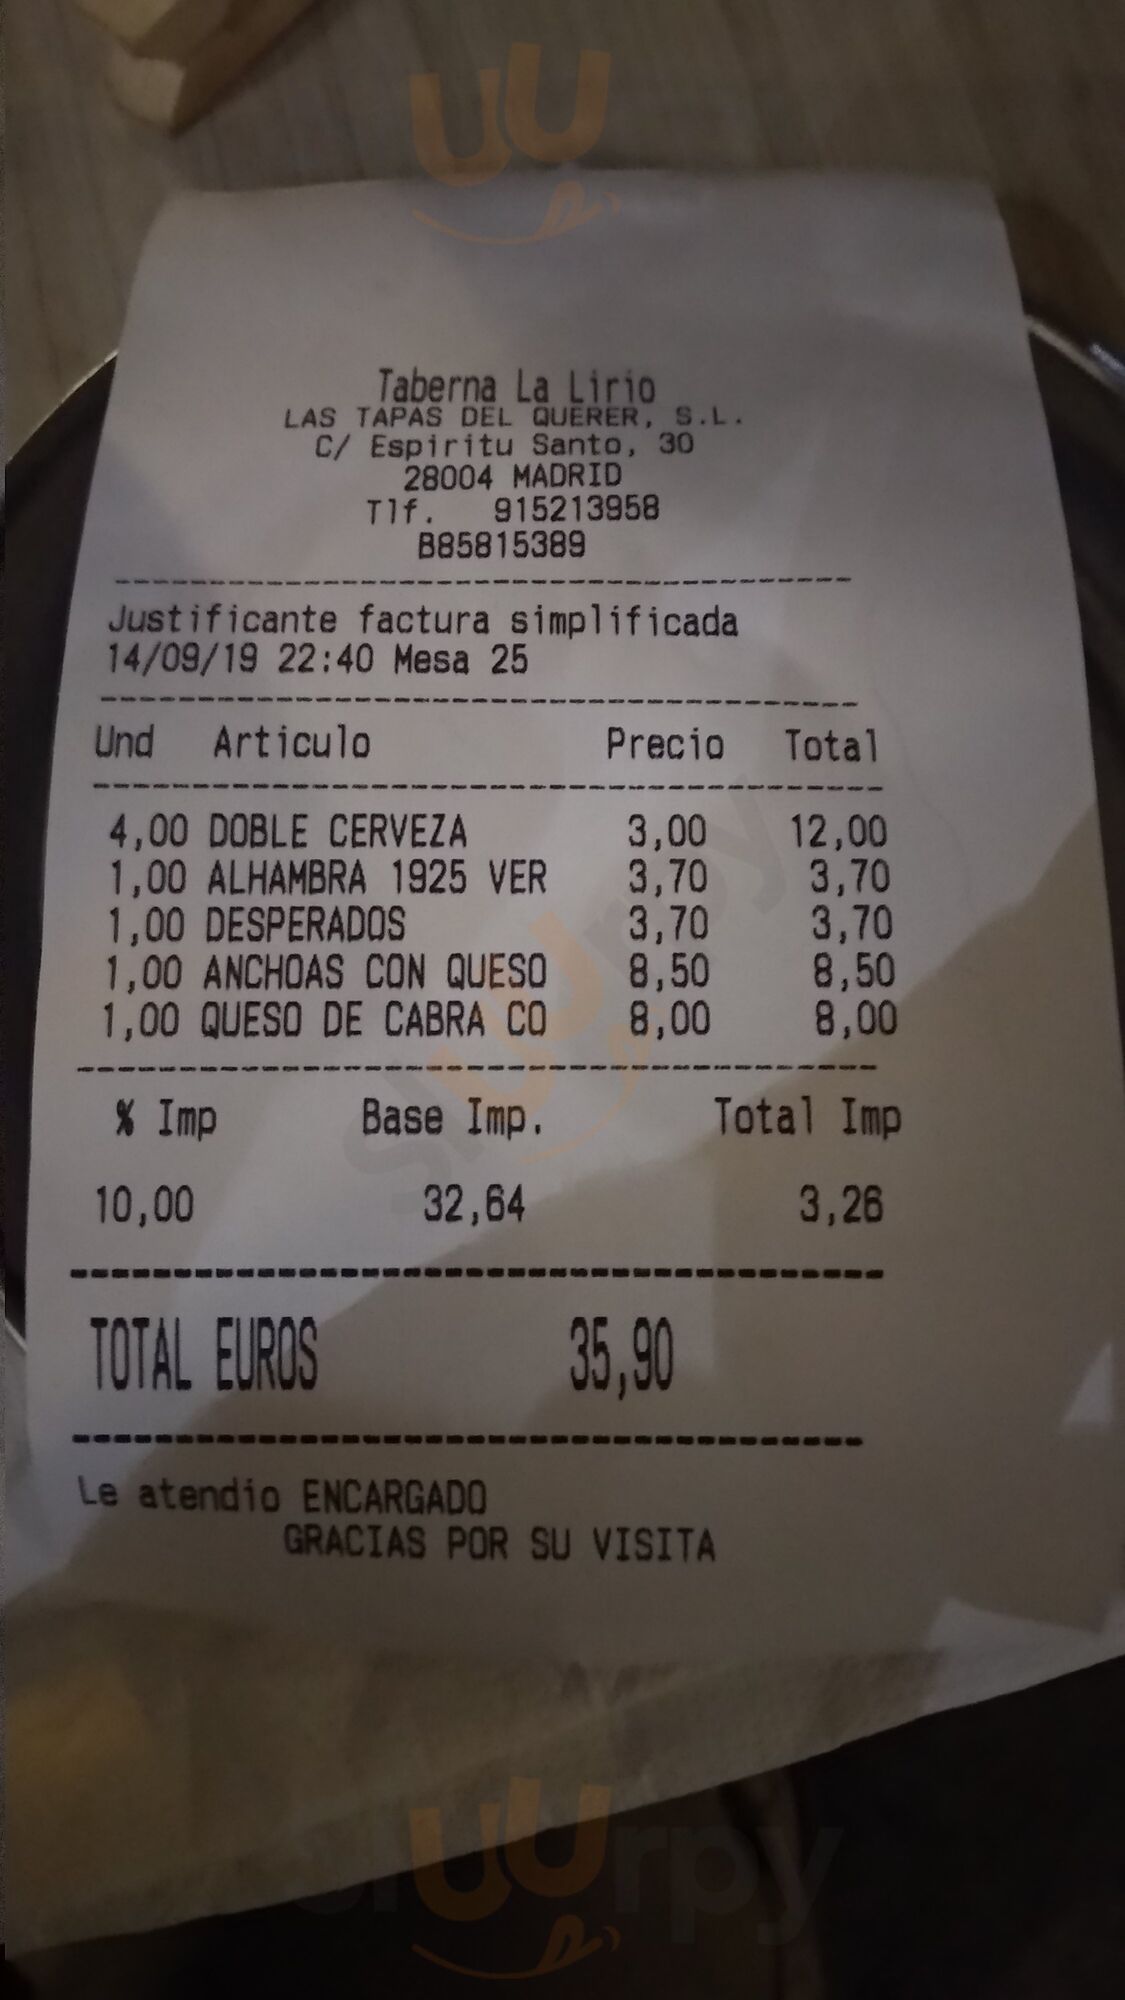 Taberna La Lirio
LAS TAPAS DEL QUERER, S.L.
C/ Espiritu Santo, 30
28004 MADRID
Tlf. 915213958
B85815389
Justificante factura simplificada
14/09/19 22:40 Mesa 25
Und Articulo Precio Total
4,00 DOBLE CERVEZA 3,00 12,00
1,00 ALHAMBRA 1925 VER 3,70 3,70
1,00 DESPERADOS 3,70 3,70
1,00 ANCHOAS CON QUESO 8,50 8,50
1,00 QUESO DE CABRA CO 8,00 8,00
% Imp Base Imp. Total Imp
10,00 32,64 3,26
TOTAL EUROS 35,90
Le atendio ENCARGADO
GRACIAS POR SU VISITA
sluurpy